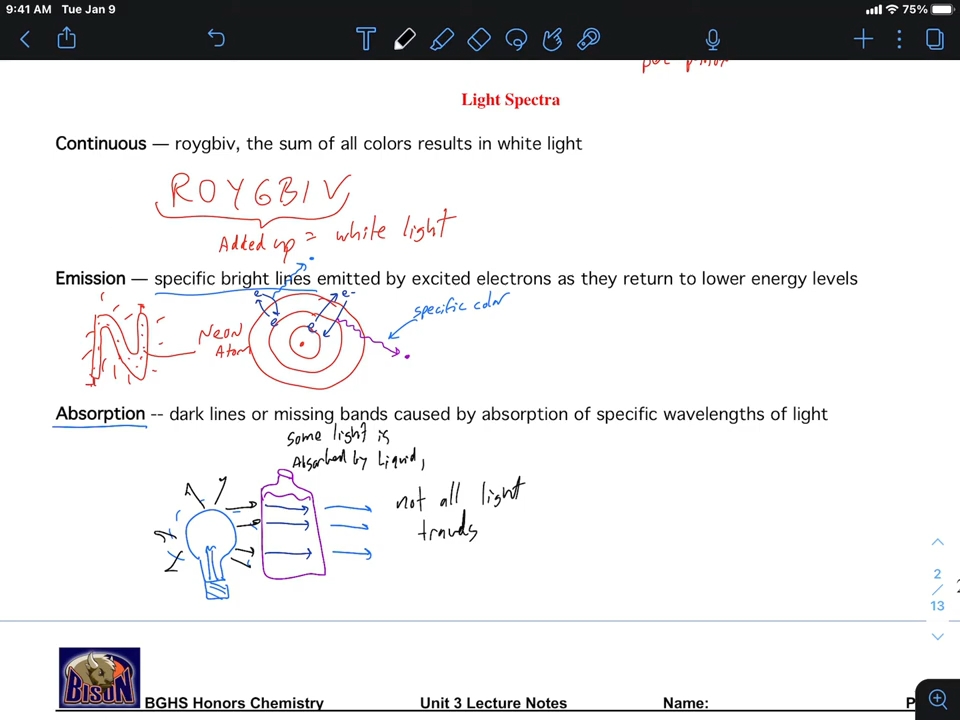 9:41 AM Tue Jan 9
75%
Light Spectra
Continuous — roygbiv, the sum of all colors results in white light
ROYGBIV
Added up = white light
Emission — specific bright lines emitted by excited electrons as they return to lower energy levels
e- e-
specific color
e e
Neon
Atom
N
Absorption -- dark lines or missing bands caused by absorption of specific wavelengths of light
some light is
Absorbed by liquid,
not all light
travels
2
/
13
BISON
BGHS Honors Chemistry Unit 3 Lecture Notes Name: